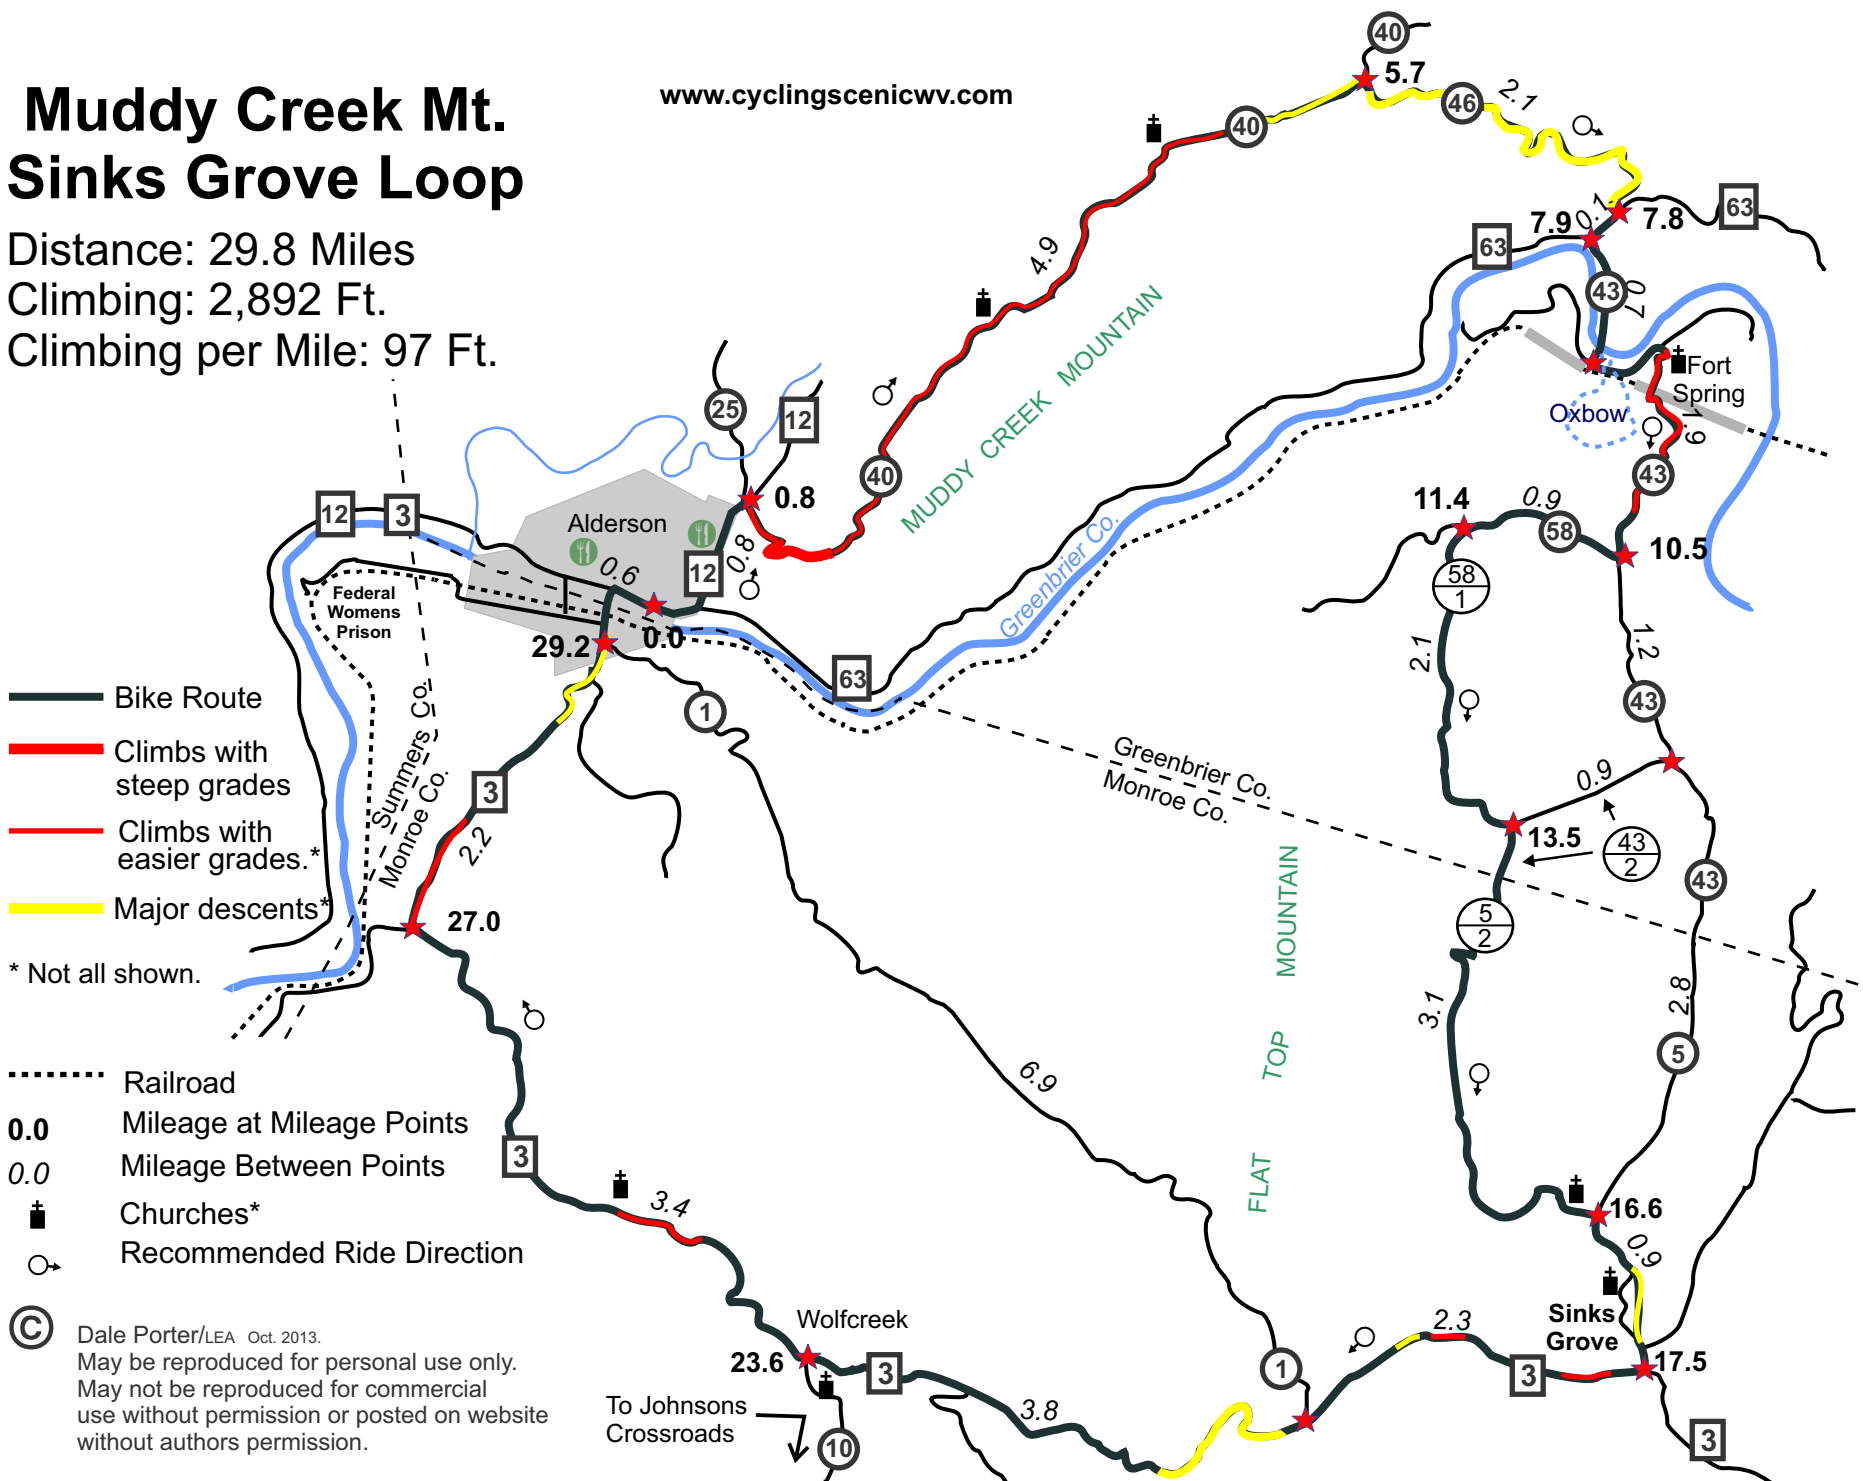 Muddy Creek Mt.
Sinks Grove Loop
Distance: 29.8 Miles
Climbing: 2,892 Ft.
Climbing per Mile: 97 Ft.
www.cyclingscenicwv.com
40
5.7
46
2.1
40
4.9
7.9
0.1
7.8
63
63
43
0.7
Fort
Spring
Oxbow
1.9
43
MUDDY CREEK MOUNTAIN
25
12
40
0.8
11.4
0.9
58
10.5
12
3
Alderson
0.6
12
0.8
Federal
Womens
Prison
29.2
0.0
Greenbrier Co.
58
1
2.1
1.2
43
63
1
Bike Route
Climbs with
steep grades
Climbs with
easier grades.*
Major descents*
* Not all shown.
Summers Co.
Monroe Co.
3
2.2
27.0
Greenbrier Co.
Monroe Co.
0.9
13.5
43
2
43
5
2
FLAT TOP MOUNTAIN
3.1
2.8
5
6.9
Railroad
0.0 Mileage at Mileage Points
0.0 Mileage Between Points
Churches*
Recommended Ride Direction
3
3.4
16.6
0.9
Sinks
Grove
17.5
Wolfcreek
23.6
3
3.8
1
2.3
3
3
To Johnsons
Crossroads
10
© Dale Porter/LEA Oct. 2013.
May be reproduced for personal use only.
May not be reproduced for commercial
use without permission or posted on website
without authors permission.